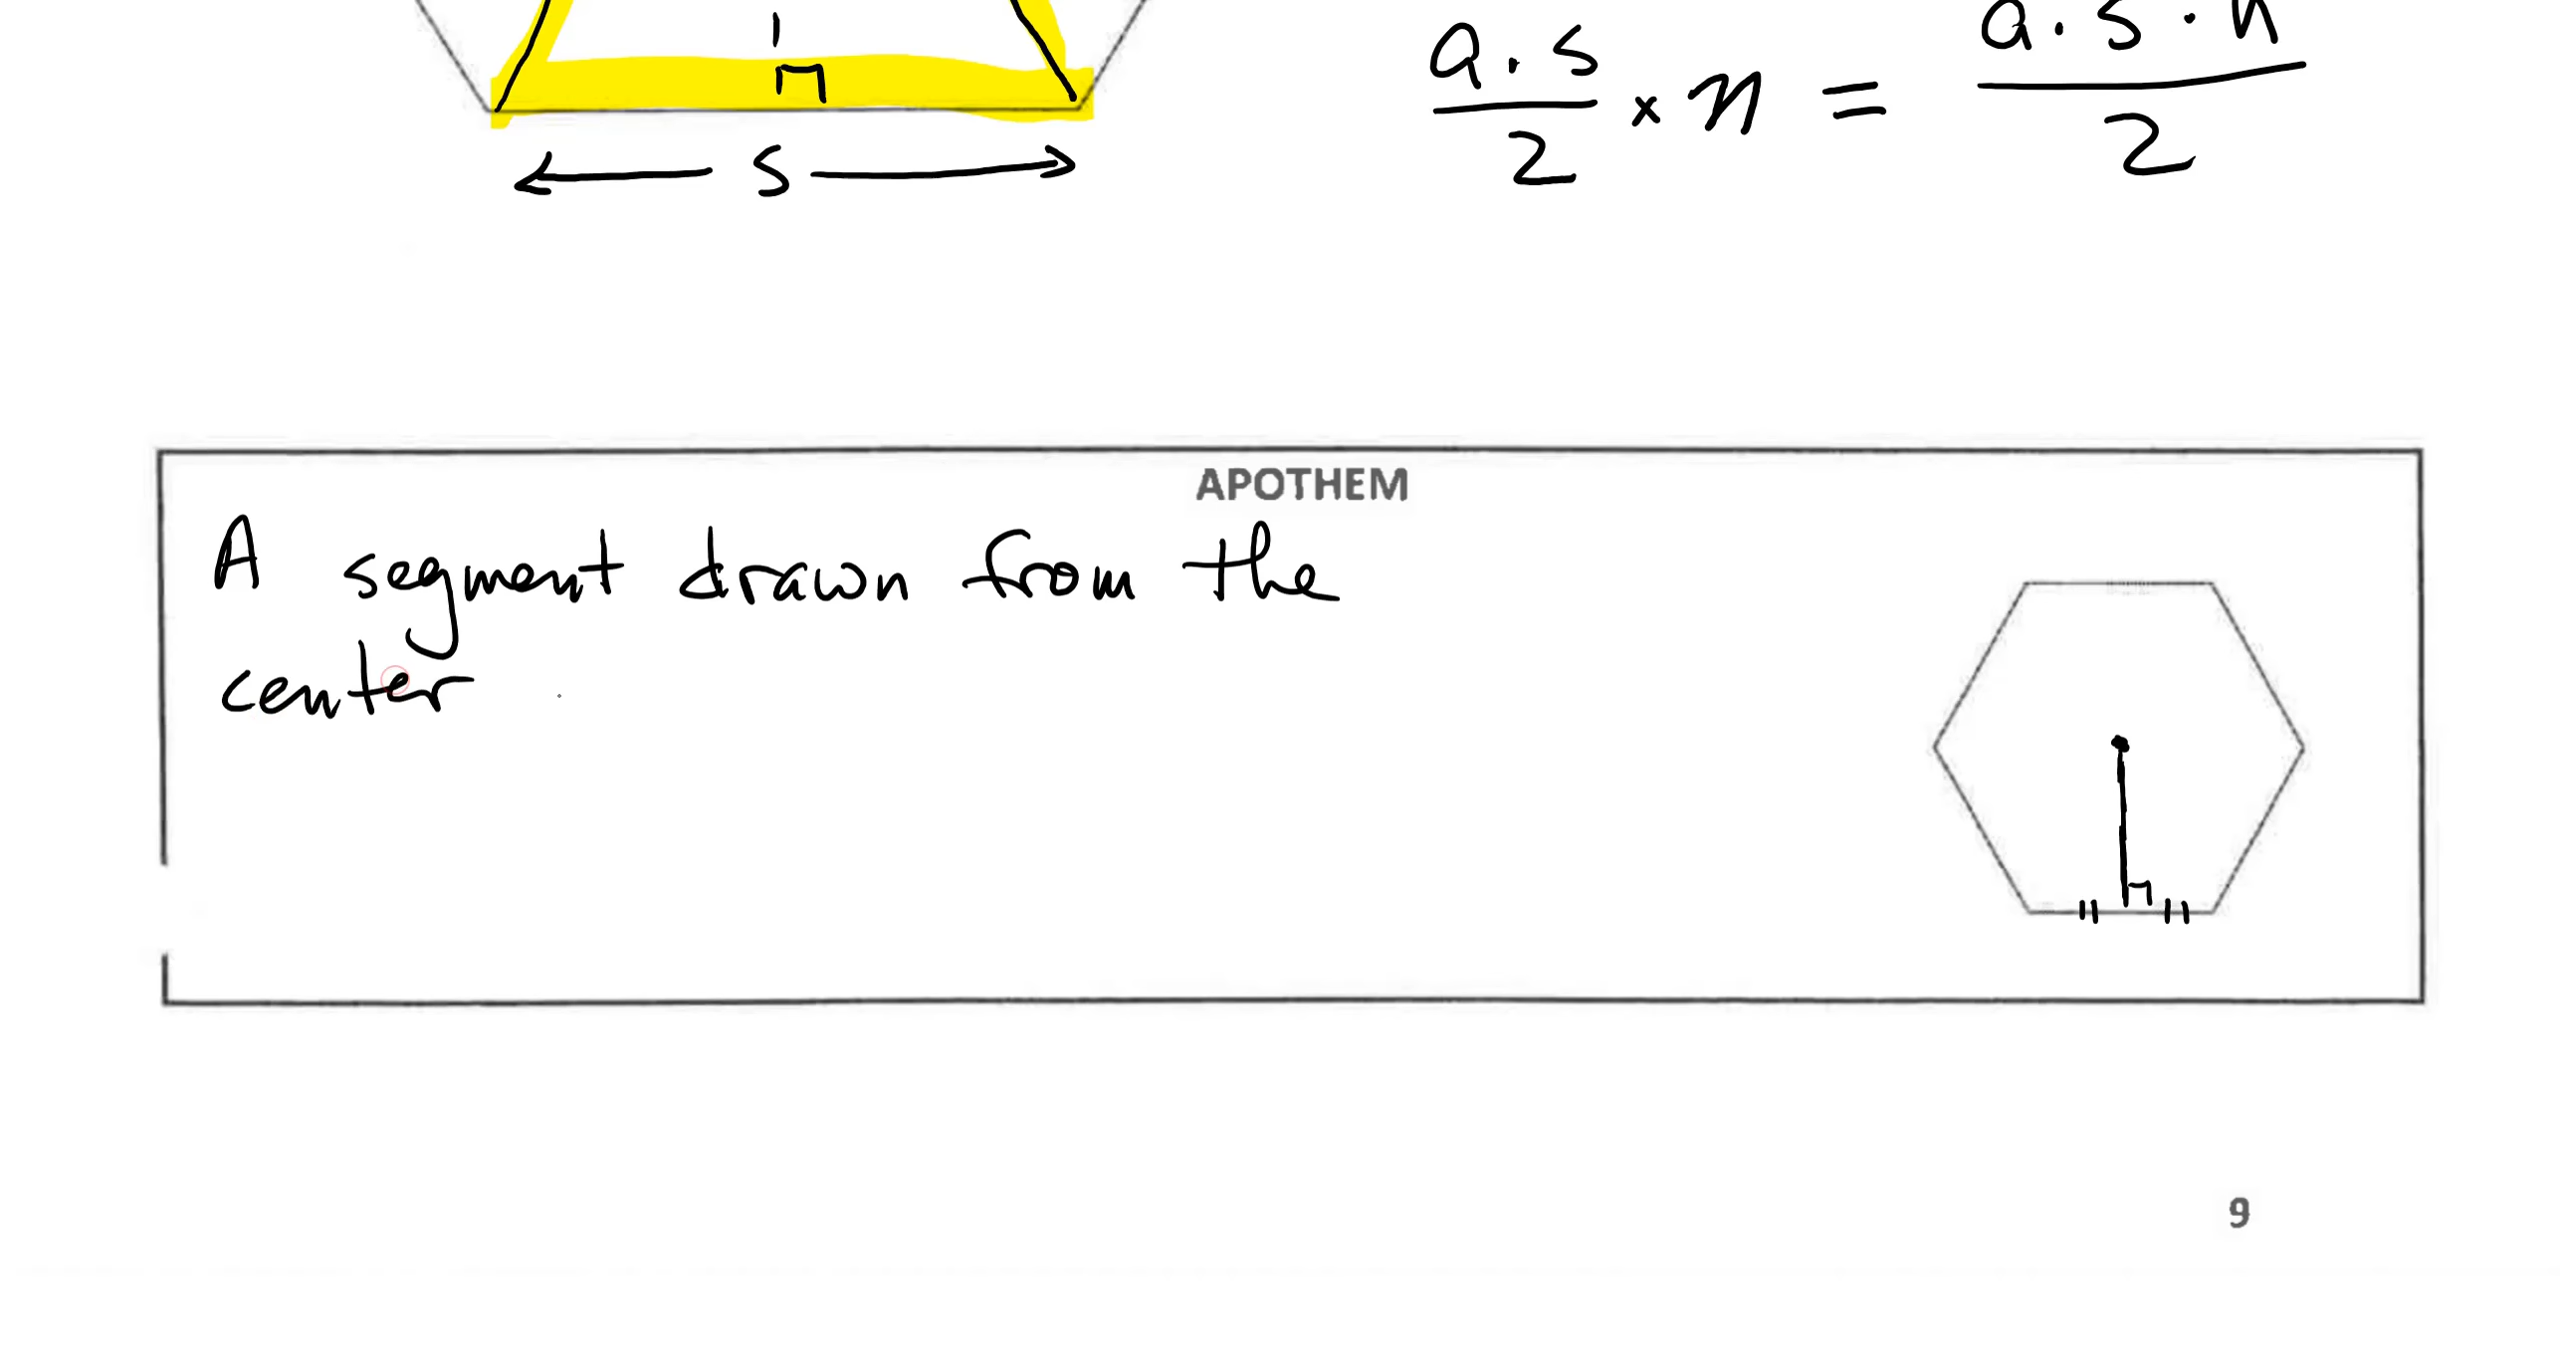 a · s / 2 × n = a · s · n / 2
s
APOTHEM
A segment drawn from the
center
9